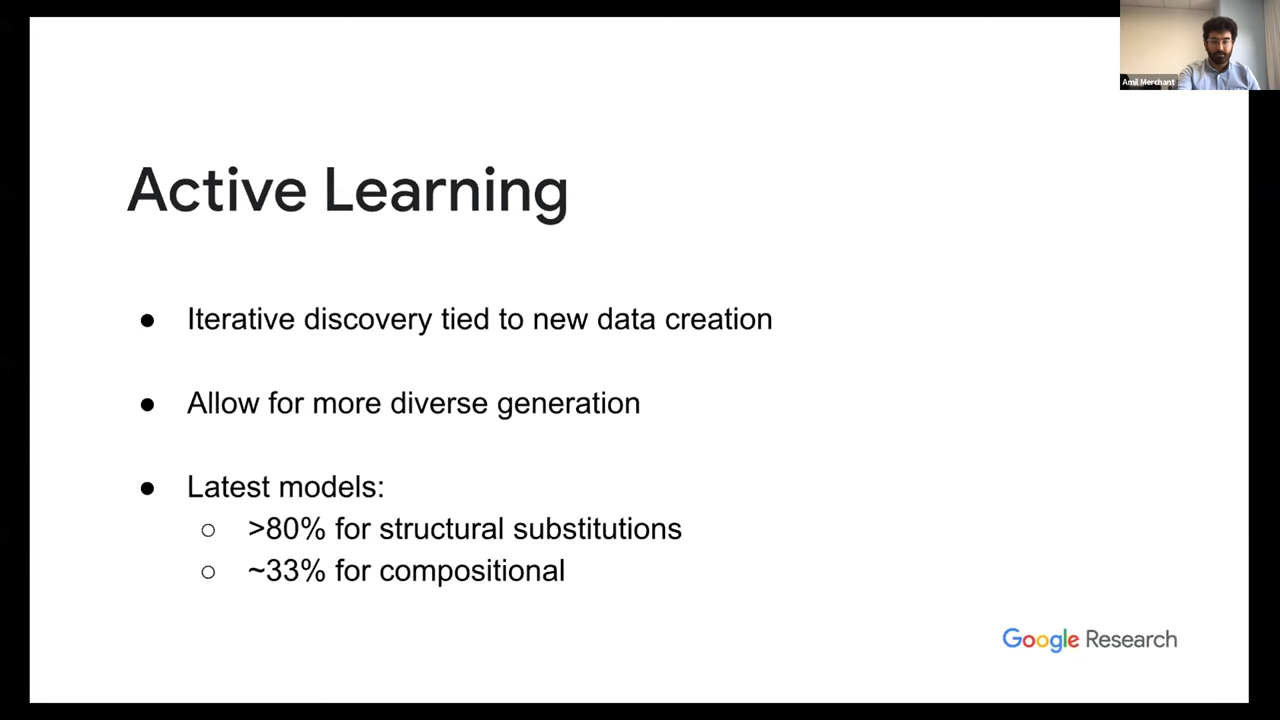 Amil Merchant
Active Learning
● Iterative discovery tied to new data creation
● Allow for more diverse generation
● Latest models:
○ >80% for structural substitutions
○ ~33% for compositional
Google Research